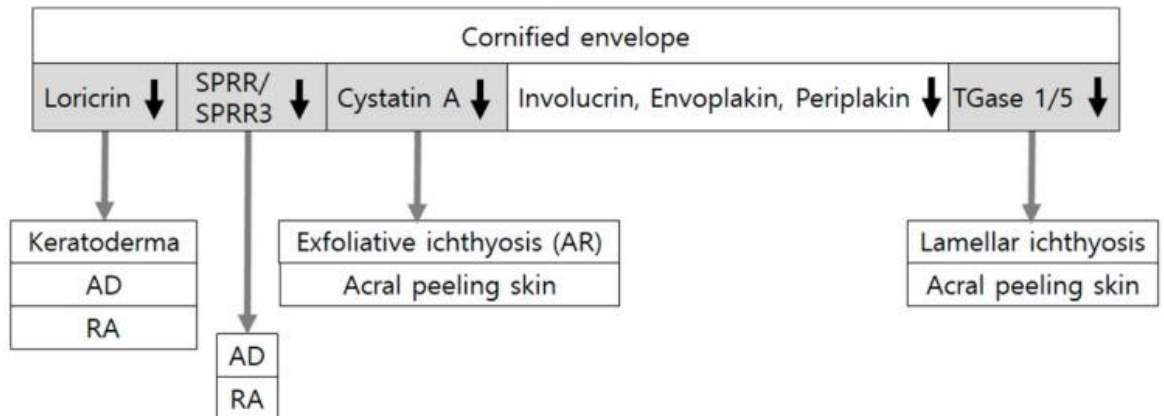 Cornified envelope
Loricrin
SPRR/
SPRR3
Cystatin A
Involucrin, Envoplakin, Periplakin
TGase 1/5
Keratoderma
AD
RA
AD
RA
Exfoliative ichthyosis (AR)
Acral peeling skin
Lamellar ichthyosis
Acral peeling skin